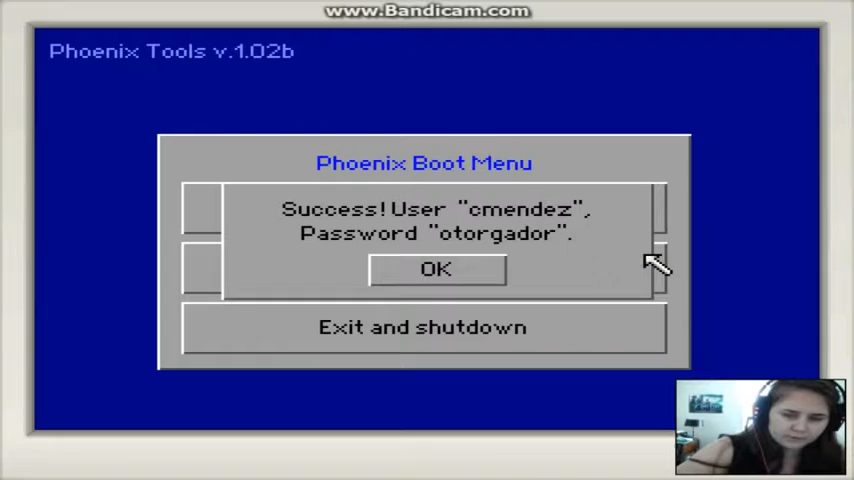 www.Bandicam.com
Phoenix Tools v.1.02b
Phoenix Boot Menu
Success! User "cmendez",
Password "otorgador".
OK
Exit and shutdown